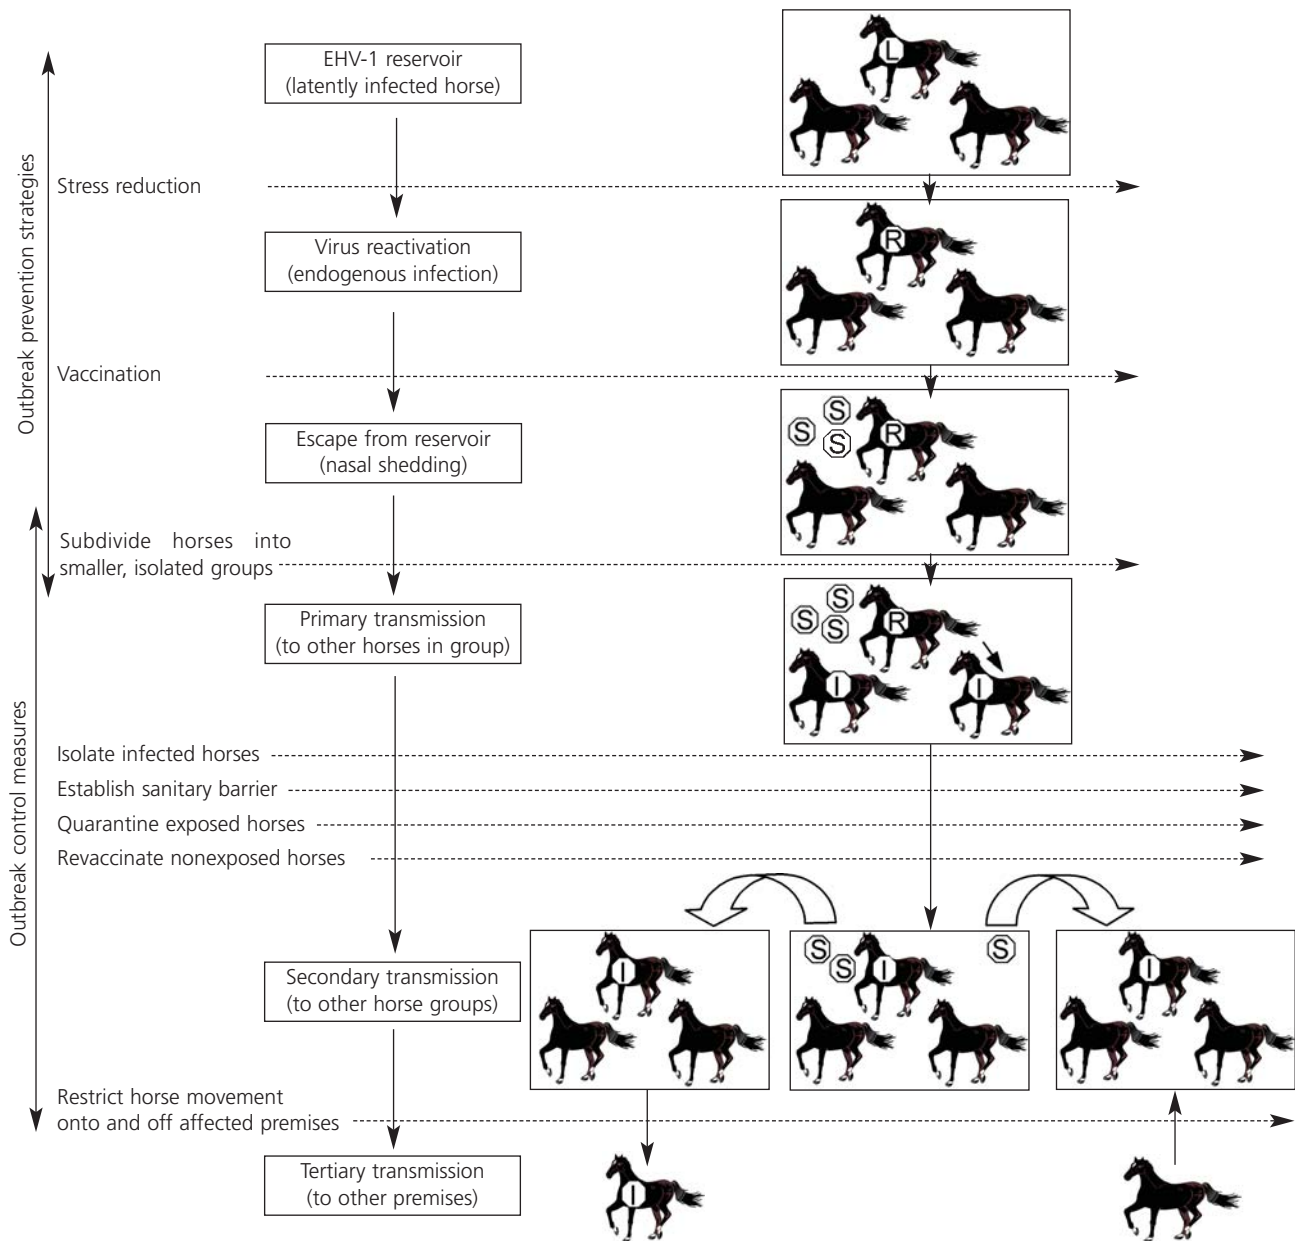 EHV-1 reservoir
(latently infected horse)
L
Stress reduction
Virus reactivation
(endogenous infection)
R
Outbreak prevention strategies
Vaccination
Escape from reservoir
(nasal shedding)
S
S
S
R
Subdivide horses into
smaller, isolated groups
Primary transmission
(to other horses in group)
S
S
S
R
I
I
Outbreak control measures
Isolate infected horses
Establish sanitary barrier
Quarantine exposed horses
Revaccinate nonexposed horses
Secondary transmission
(to other horse groups)
I
S
S
I
S
I
Restrict horse movement
onto and off affected premises
Tertiary transmission
(to other premises)
I